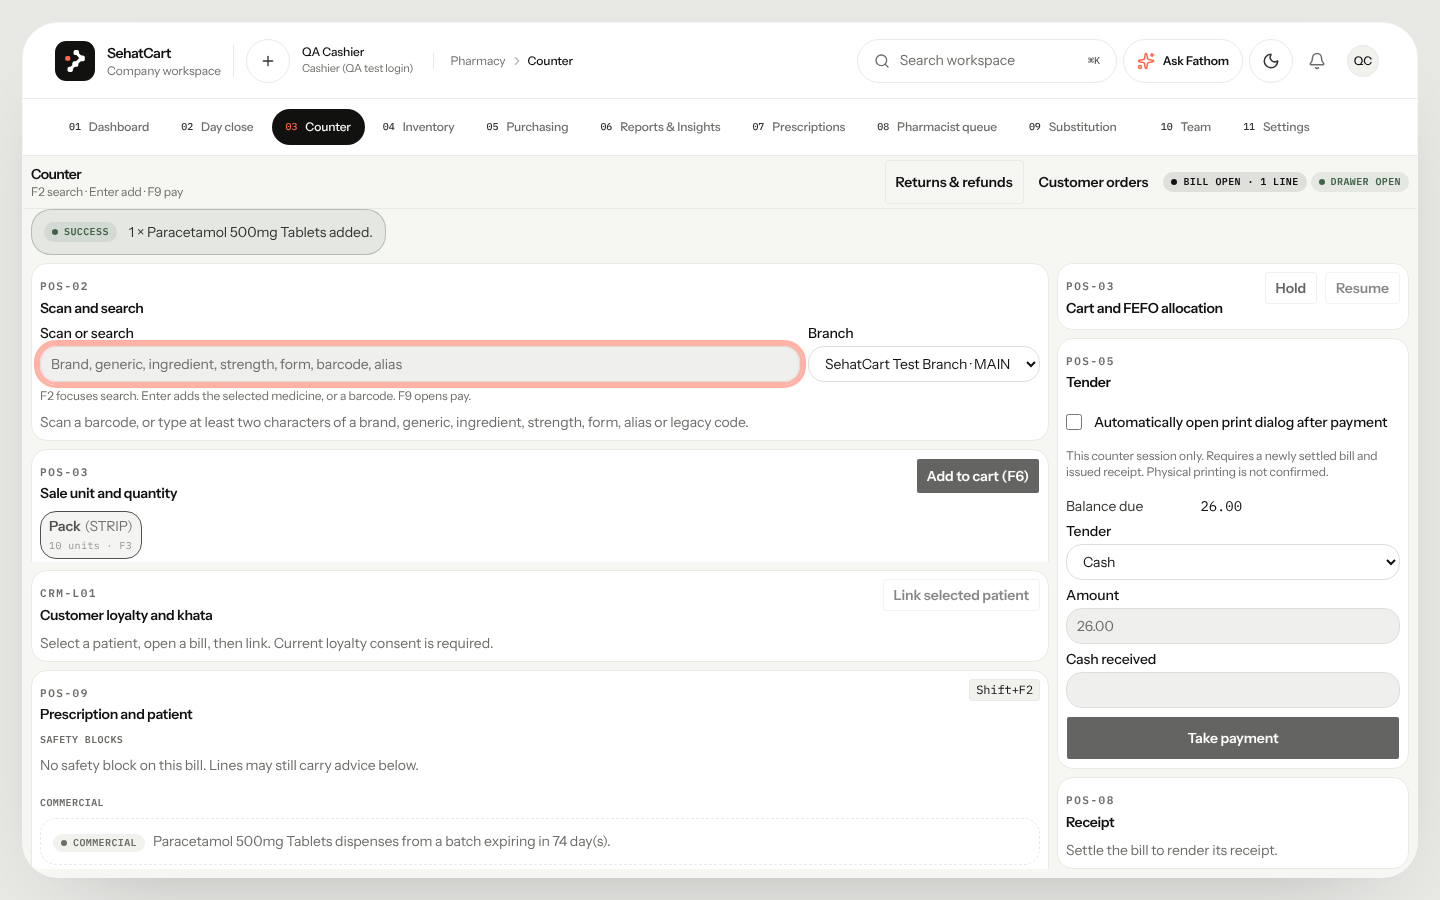 SehatCart
Company workspace
QA Cashier
Cashier (QA test login)
Pharmacy > Counter
Search workspace ⌘K
Ask Fathom
QC
01 Dashboard 02 Day close 03 Counter 04 Inventory 05 Purchasing 06 Reports & Insights 07 Prescriptions 08 Pharmacist queue 09 Substitution 10 Team 11 Settings
Counter
F2 search · Enter add · F9 pay
Returns & refunds Customer orders BILL OPEN · 1 LINE DRAWER OPEN
SUCCESS 1 × Paracetamol 500mg Tablets added.
POS-02
Scan and search
Scan or search Branch
Brand, generic, ingredient, strength, form, barcode, alias SehatCart Test Branch · MAIN
F2 focuses search. Enter adds the selected medicine, or a barcode. F9 opens pay.
Scan a barcode, or type at least two characters of a brand, generic, ingredient, strength, form, alias or legacy code.
POS-03
Sale unit and quantity
Add to cart (F6)
Pack (STRIP)
10 units · F3
CRM-L01
Customer loyalty and khata
Link selected patient
Select a patient, open a bill, then link. Current loyalty consent is required.
POS-09
Prescription and patient
Shift+F2
SAFETY BLOCKS
No safety block on this bill. Lines may still carry advice below.
COMMERCIAL
COMMERCIAL Paracetamol 500mg Tablets dispenses from a batch expiring in 74 day(s).
POS-03
Cart and FEFO allocation
Hold Resume
POS-05
Tender
Automatically open print dialog after payment
This counter session only. Requires a newly settled bill and
issued receipt. Physical printing is not confirmed.
Balance due 26.00
Tender
Cash
Amount
26.00
Cash received
Take payment
POS-08
Receipt
Settle the bill to render its receipt.